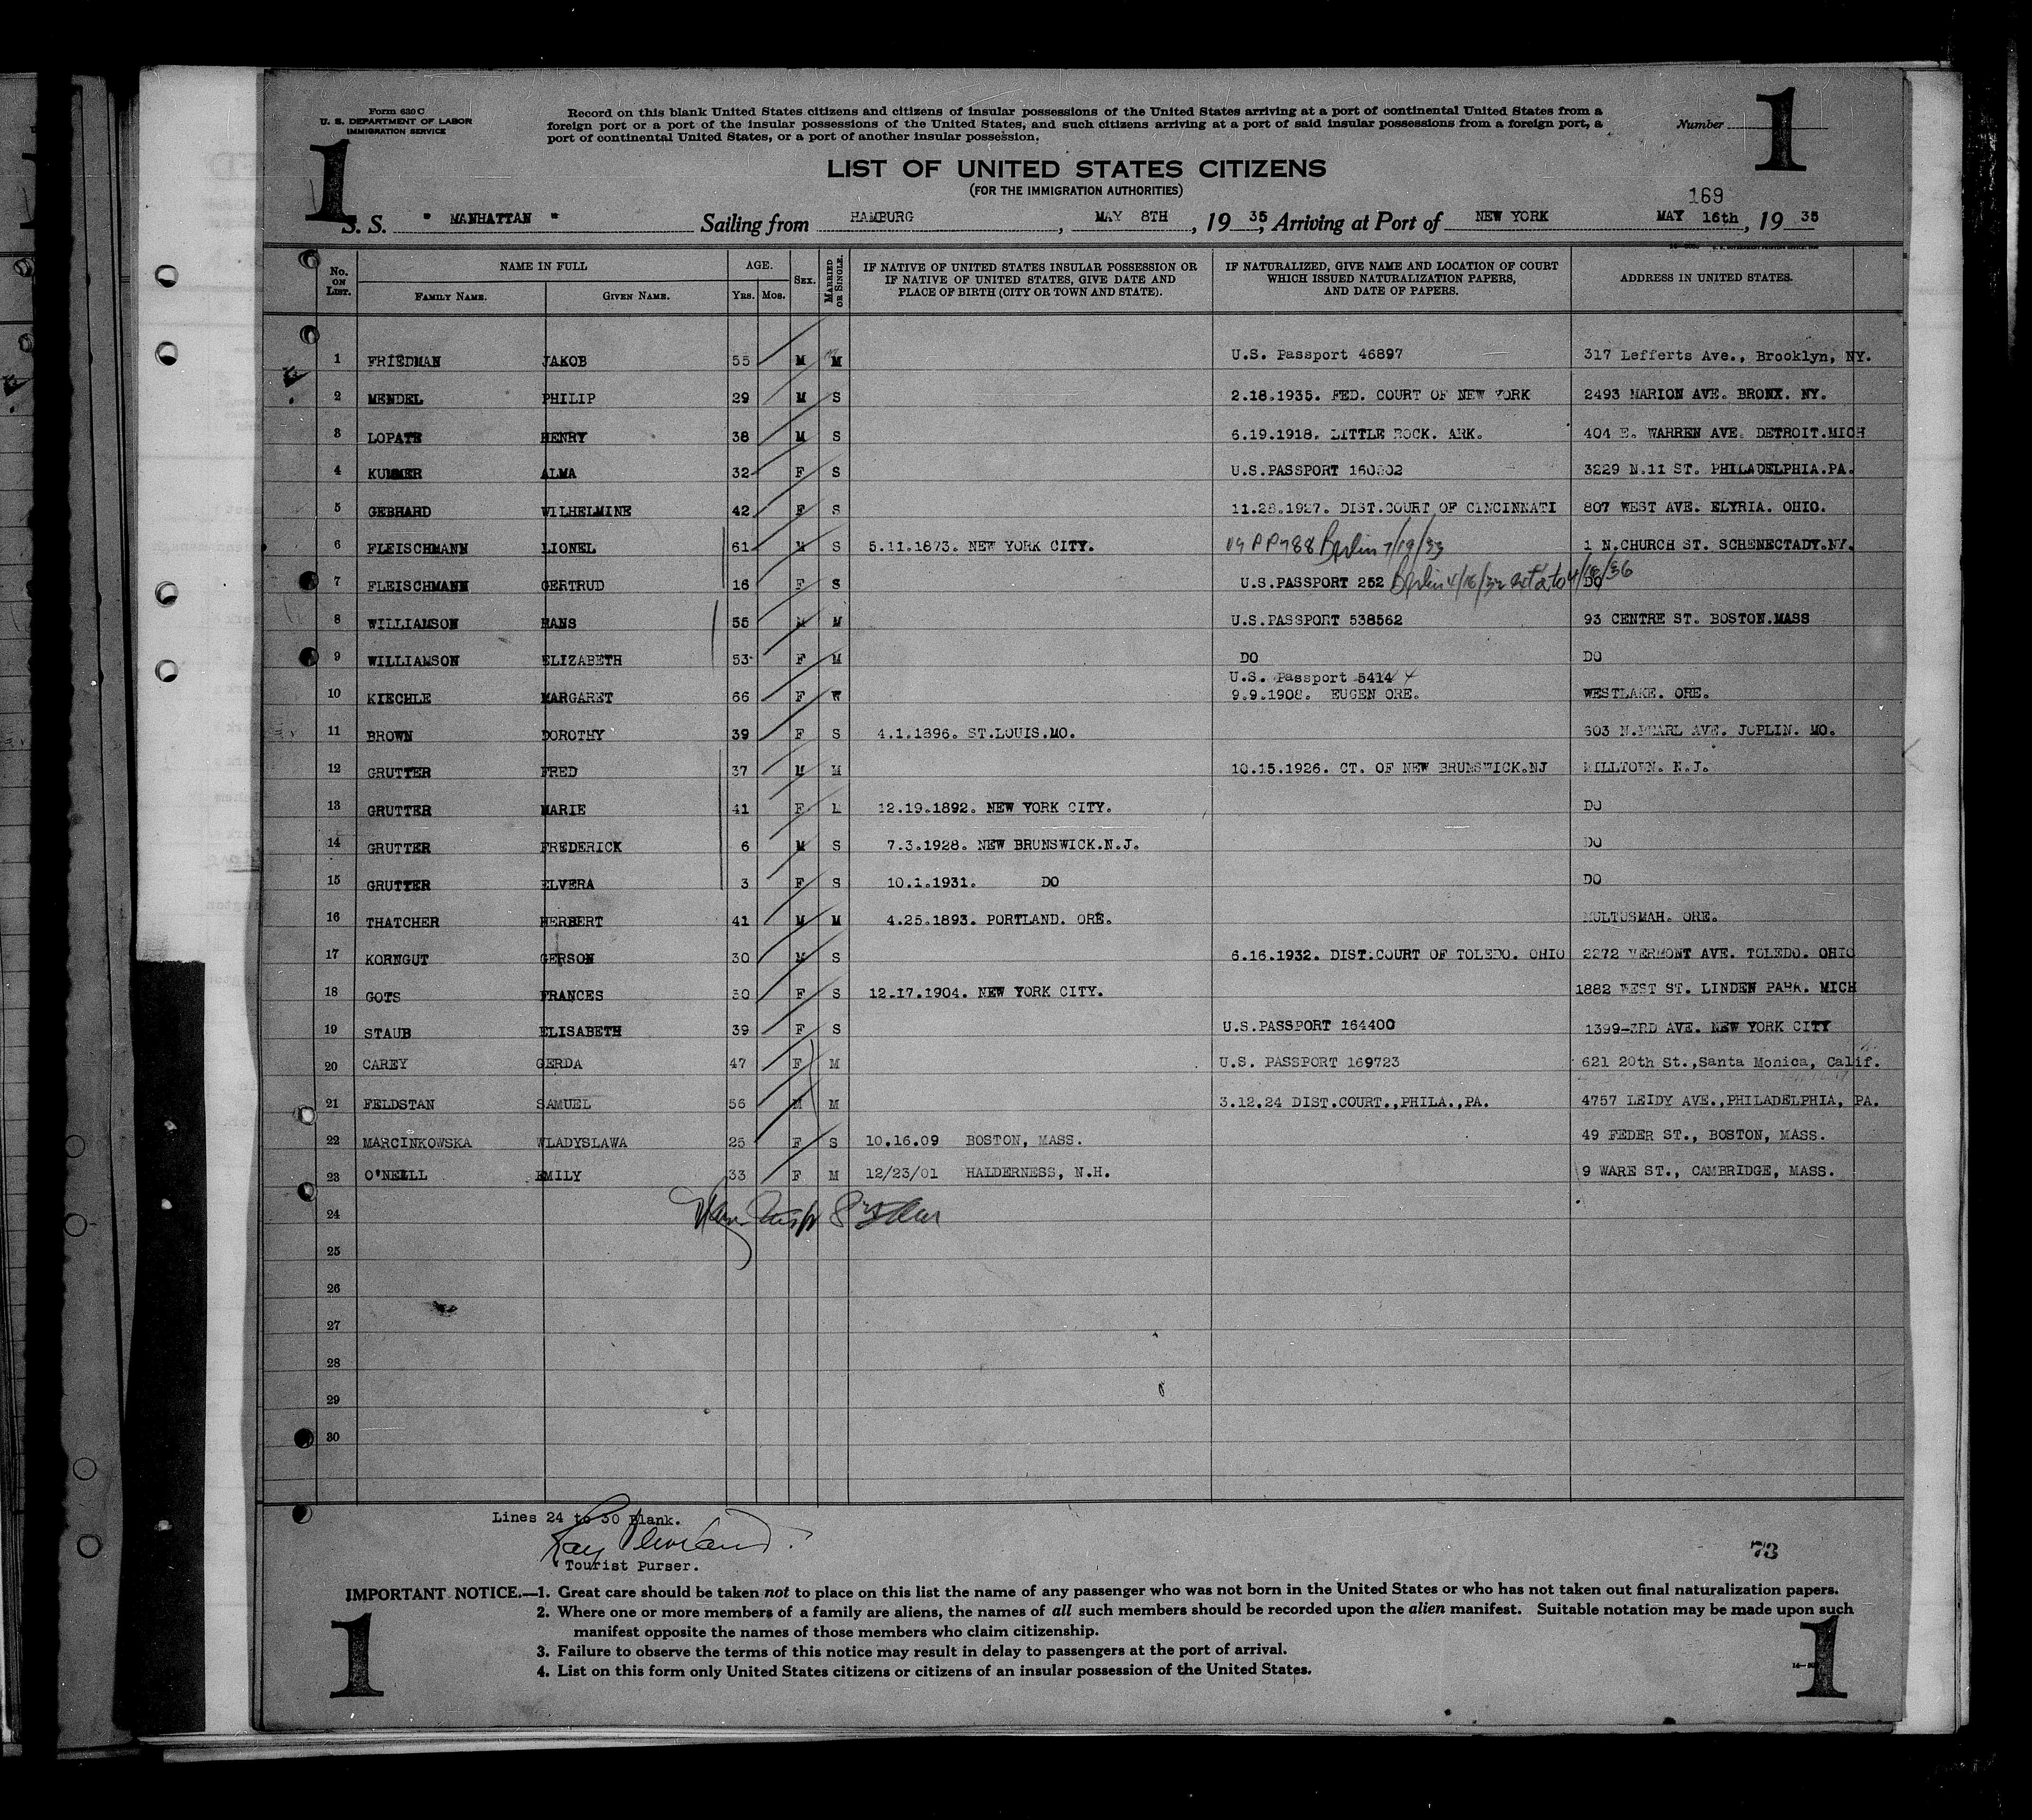 Form 630 C
U. S. DEPARTMENT OF LABOR
IMMIGRATION SERVICE
Record on this blank United States citizens and citizens of insular possessions of the United States arriving at a port of continental United States from a
foreign port or a port of the insular possessions of the United States, and such citizens arriving at a port of said insular possessions from a foreign port, a
port of continental United States, or a port of another insular possession.
Number
1
1
LIST OF UNITED STATES CITIZENS
(FOR THE IMMIGRATION AUTHORITIES)
169
S. S. " MANHATTAN " Sailing from HAMBURG, MAY 8TH, 1935, Arriving at Port of NEW YORK MAY 16th, 1935
No. ON LIST. NAME IN FULL AGE. SEX. MARRIED OR SINGLE. IF NATIVE OF UNITED STATES INSULAR POSSESSION OR IF NATIVE OF UNITED STATES, GIVE DATE AND PLACE OF BIRTH (CITY OR TOWN AND STATE). IF NATURALIZED, GIVE NAME AND LOCATION OF COURT WHICH ISSUED NATURALIZATION PAPERS, AND DATE OF PAPERS. ADDRESS IN UNITED STATES.
FAMILY NAME. GIVEN NAME. Yrs. Mos.
1 FRIEDMAN JAKOB 55 M M U.S. Passport 46897 317 Lefferts Ave., Brooklyn, NY.
2 MENDEL PHILIP 29 M S 2.18.1935. FED. COURT OF NEW YORK 2493 MARION AVE. BRONX. NY.
3 LOPATE HENRY 38 M S 6.19.1918. LITTLE ROCK. ARK. 404 E. WARREN AVE. DETROIT.MICH
4 KUMMER ALMA 32 F S U.S.PASSPORT 3229 N.11 ST. PHILADELPHIA.PA.
5 GEBHARD WILHELMINE 42 F S 11.28.1927. DIST.COURT OF CINCINNATI 807 WEST AVE. ELYRIA. OHIO.
6 FLEISCHMANN LIONEL 61 M S 5.11.1873. NEW YORK CITY. Berlin 7/19/33 1 N.CHURCH ST. SCHENECTADY.NY.
7 FLEISCHMANN GERTRUD 16 F S U.S.PASSPORT 252 Berlin DO
8 WILLIAMSON HANS 55 M M U.S.PASSPORT 538562 93 CENTRE ST. BOSTON.MASS
9 WILLIAMSON ELIZABETH 53 F M DO DO
U.S. Passport 54144
10 KIECHLE MARGARET 66 F W 9.9.1908. EUGEN ORE. WESTLAKE. ORE.
11 BROWN DOROTHY 39 F S 4.1.1896. ST.LOUIS.MO. 603 N.PEARL AVE. JOPLIN. MO.
12 GRUTTER FRED 37 M M 10.15.1926. CT. OF NEW BRUNSWICK.NJ MILLTOWN. N.J.
13 GRUTTER MARIE 41 F M 12.19.1892. NEW YORK CITY. DO
14 GRUTTER FREDERICK 6 M S 7.3.1928. NEW BRUNSWICK.N.J. DO
15 GRUTTER ELVERA 3 F S 10.1.1931. DO DO
16 THATCHER HERBERT 41 M M 4.25.1893. PORTLAND. ORE. MULTUSMAH. ORE.
17 KORNGUT GERSON 30 M S 6.16.1932. DIST.COURT OF TOLEDO. OHIO 2272 VERMONT AVE. TOLEDO. OHIO
18 GOTS FRANCES 30 F S 12.17.1904. NEW YORK CITY. 1882 WEST ST. LINDEN PARK. MICH
19 STAUB ELISABETH 39 F S U.S.PASSPORT 164400 1399-3RD AVE. NEW YORK CITY
20 CAREY GERDA 47 F M U.S. PASSPORT 169723 621 20th St.,Santa Monica, Calif.
21 FELDSTAN SAMUEL 56 M M 3.12.24 DIST.COURT.,PHILA.,PA. 4757 LEIDY AVE.,PHILADELPHIA, PA.
22 MARCINKOWSKA WLADYSLAWA 25 F S 10.16.09 BOSTON, MASS. 49 FEDER ST., BOSTON, MASS.
23 O'NEILL EMILY 33 F M 12/23/01 HALDERNESS, N.H. 9 WARE ST., CAMBRIDGE, MASS.
24
25
26
27
28
29
30
Lines 24 to 30 Blank.
Tourist Purser.
73
IMPORTANT NOTICE.—1. Great care should be taken not to place on this list the name of any passenger who was not born in the United States or who has not taken out final naturalization papers.
2. Where one or more members of a family are aliens, the names of all such members should be recorded upon the alien manifest. Suitable notation may be made upon such
manifest opposite the names of those members who claim citizenship.
3. Failure to observe the terms of this notice may result in delay to passengers at the port of arrival.
4. List on this form only United States citizens or citizens of an insular possession of the United States.
1
1